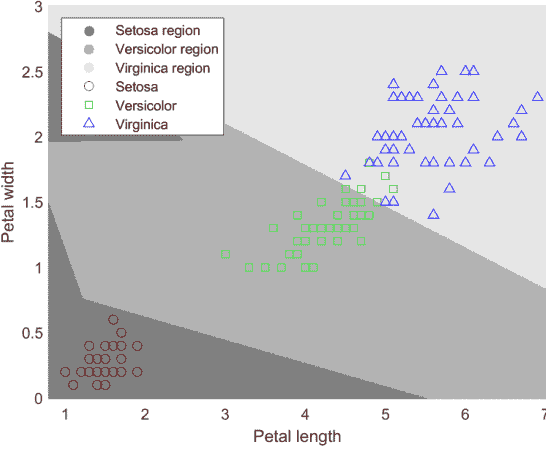 3
2.5
2
1.5
1
0.5
0
Setosa region
Versicolor region
Virginica region
Setosa
Versicolor
Virginica
Petal width
1 2 3 4 5 6 7
Petal length